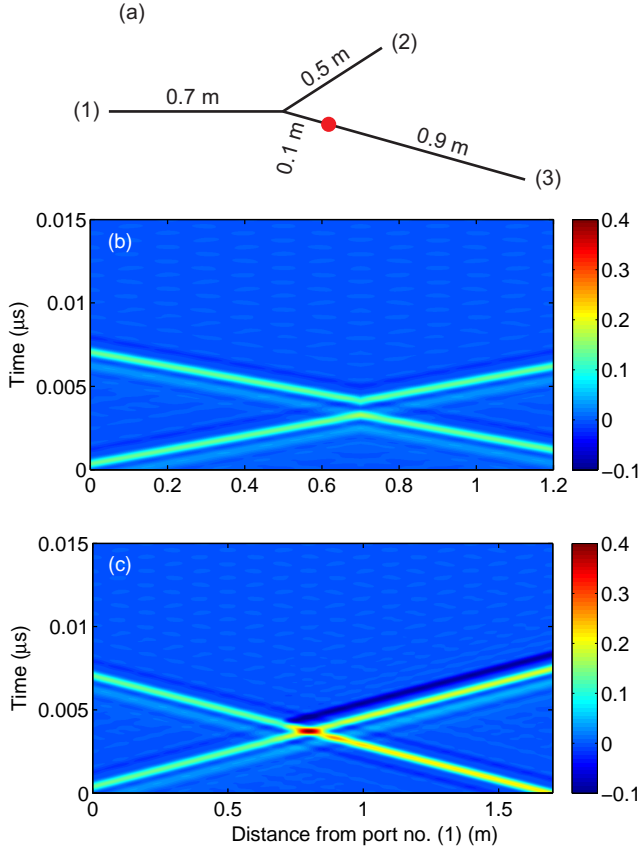 (a)
(2)
0.5 m
0.7 m
(1)
0.1 m
0.9 m
(3)
0.015
(b)
0.01
Time (μs)
0.005
0
0 0.2 0.4 0.6 0.8 1 1.2
0.4
0.3
0.2
0.1
0
−0.1
0.015
(c)
0.01
Time (μs)
0.005
0
0 0.5 1 1.5
Distance from port no. (1) (m)
0.4
0.3
0.2
0.1
0
−0.1